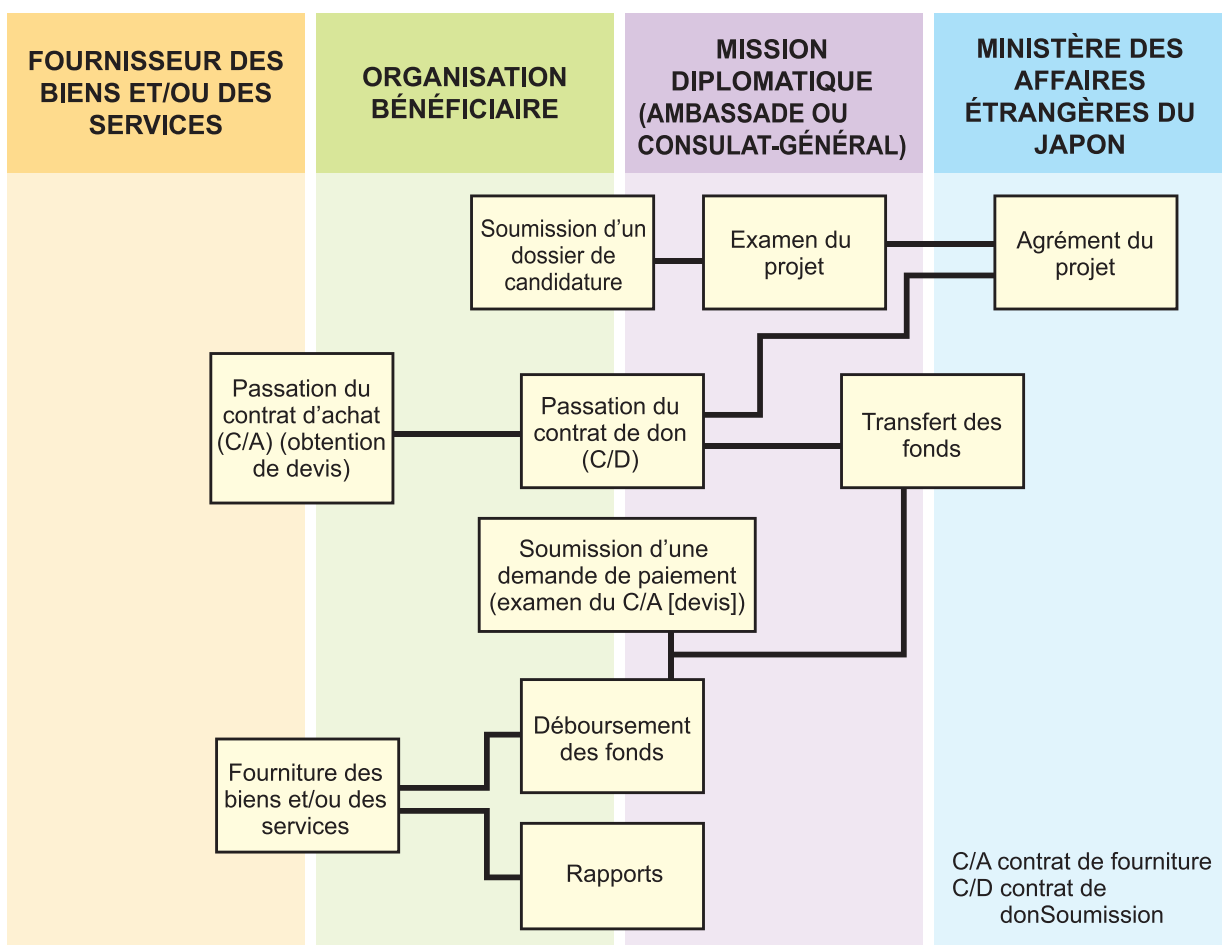 FOURNISSEUR DES
BIENS ET/OU DES
SERVICES
ORGANISATION
BÉNÉFICIAIRE
MISSION
DIPLOMATIQUE
(AMBASSADE OU
CONSULAT-GÉNÉRAL)
MINISTÈRE DES
AFFAIRES
ÉTRANGÈRES DU
JAPON
Soumission d'un
dossier de
candidature
Examen du
projet
Agrément du
projet
Passation du
contrat d'achat
(C/A) (obtention
de devis)
Passation du
contrat de don
(C/D)
Transfert des
fonds
Soumission d'une
demande de paiement
(examen du C/A [devis])
Déboursement
des fonds
Fourniture des
biens et/ou des
services
Rapports
C/A contrat de fourniture
C/D contrat de
donSoumission